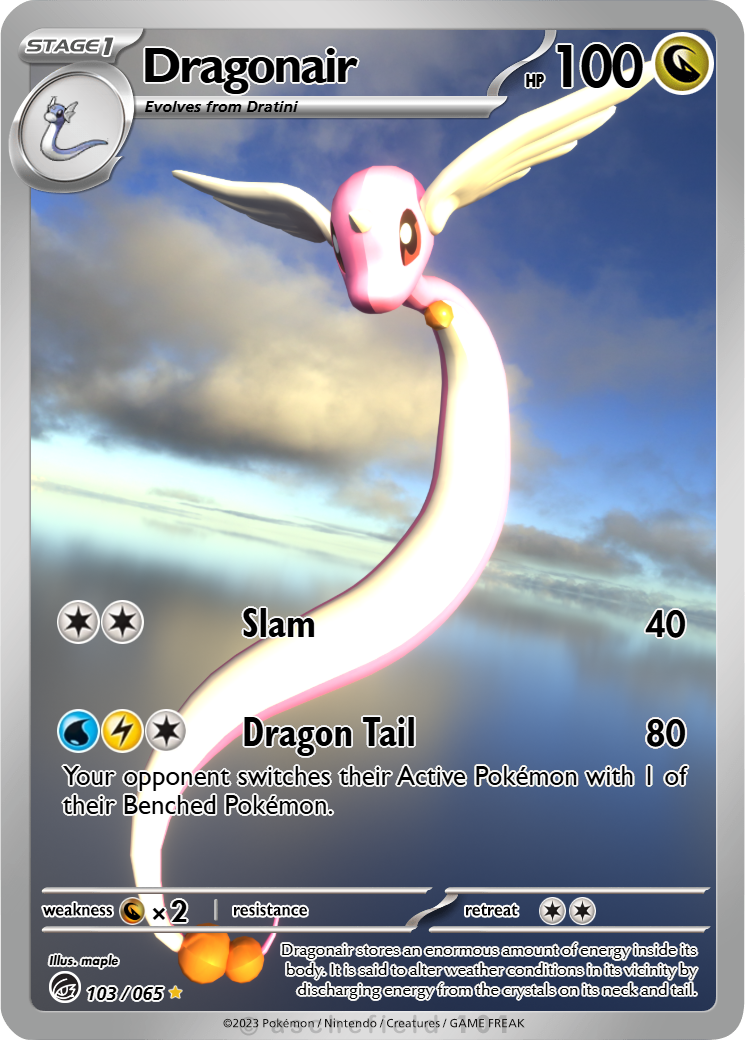 STAGE1
Dragonair
HP 100
Evolves from Dratini
Slam 40
Dragon Tail 80
Your opponent switches their Active Pokémon with 1 of
their Benched Pokémon.
weakness ×2 | resistance
retreat
Illus. maple
103 / 065
Dragonair stores an enormous amount of energy inside its
body. It is said to alter weather conditions in its vicinity by
discharging energy from the crystals on its neck and tail.
©2023 Pokémon / Nintendo / Creatures / GAME FREAK